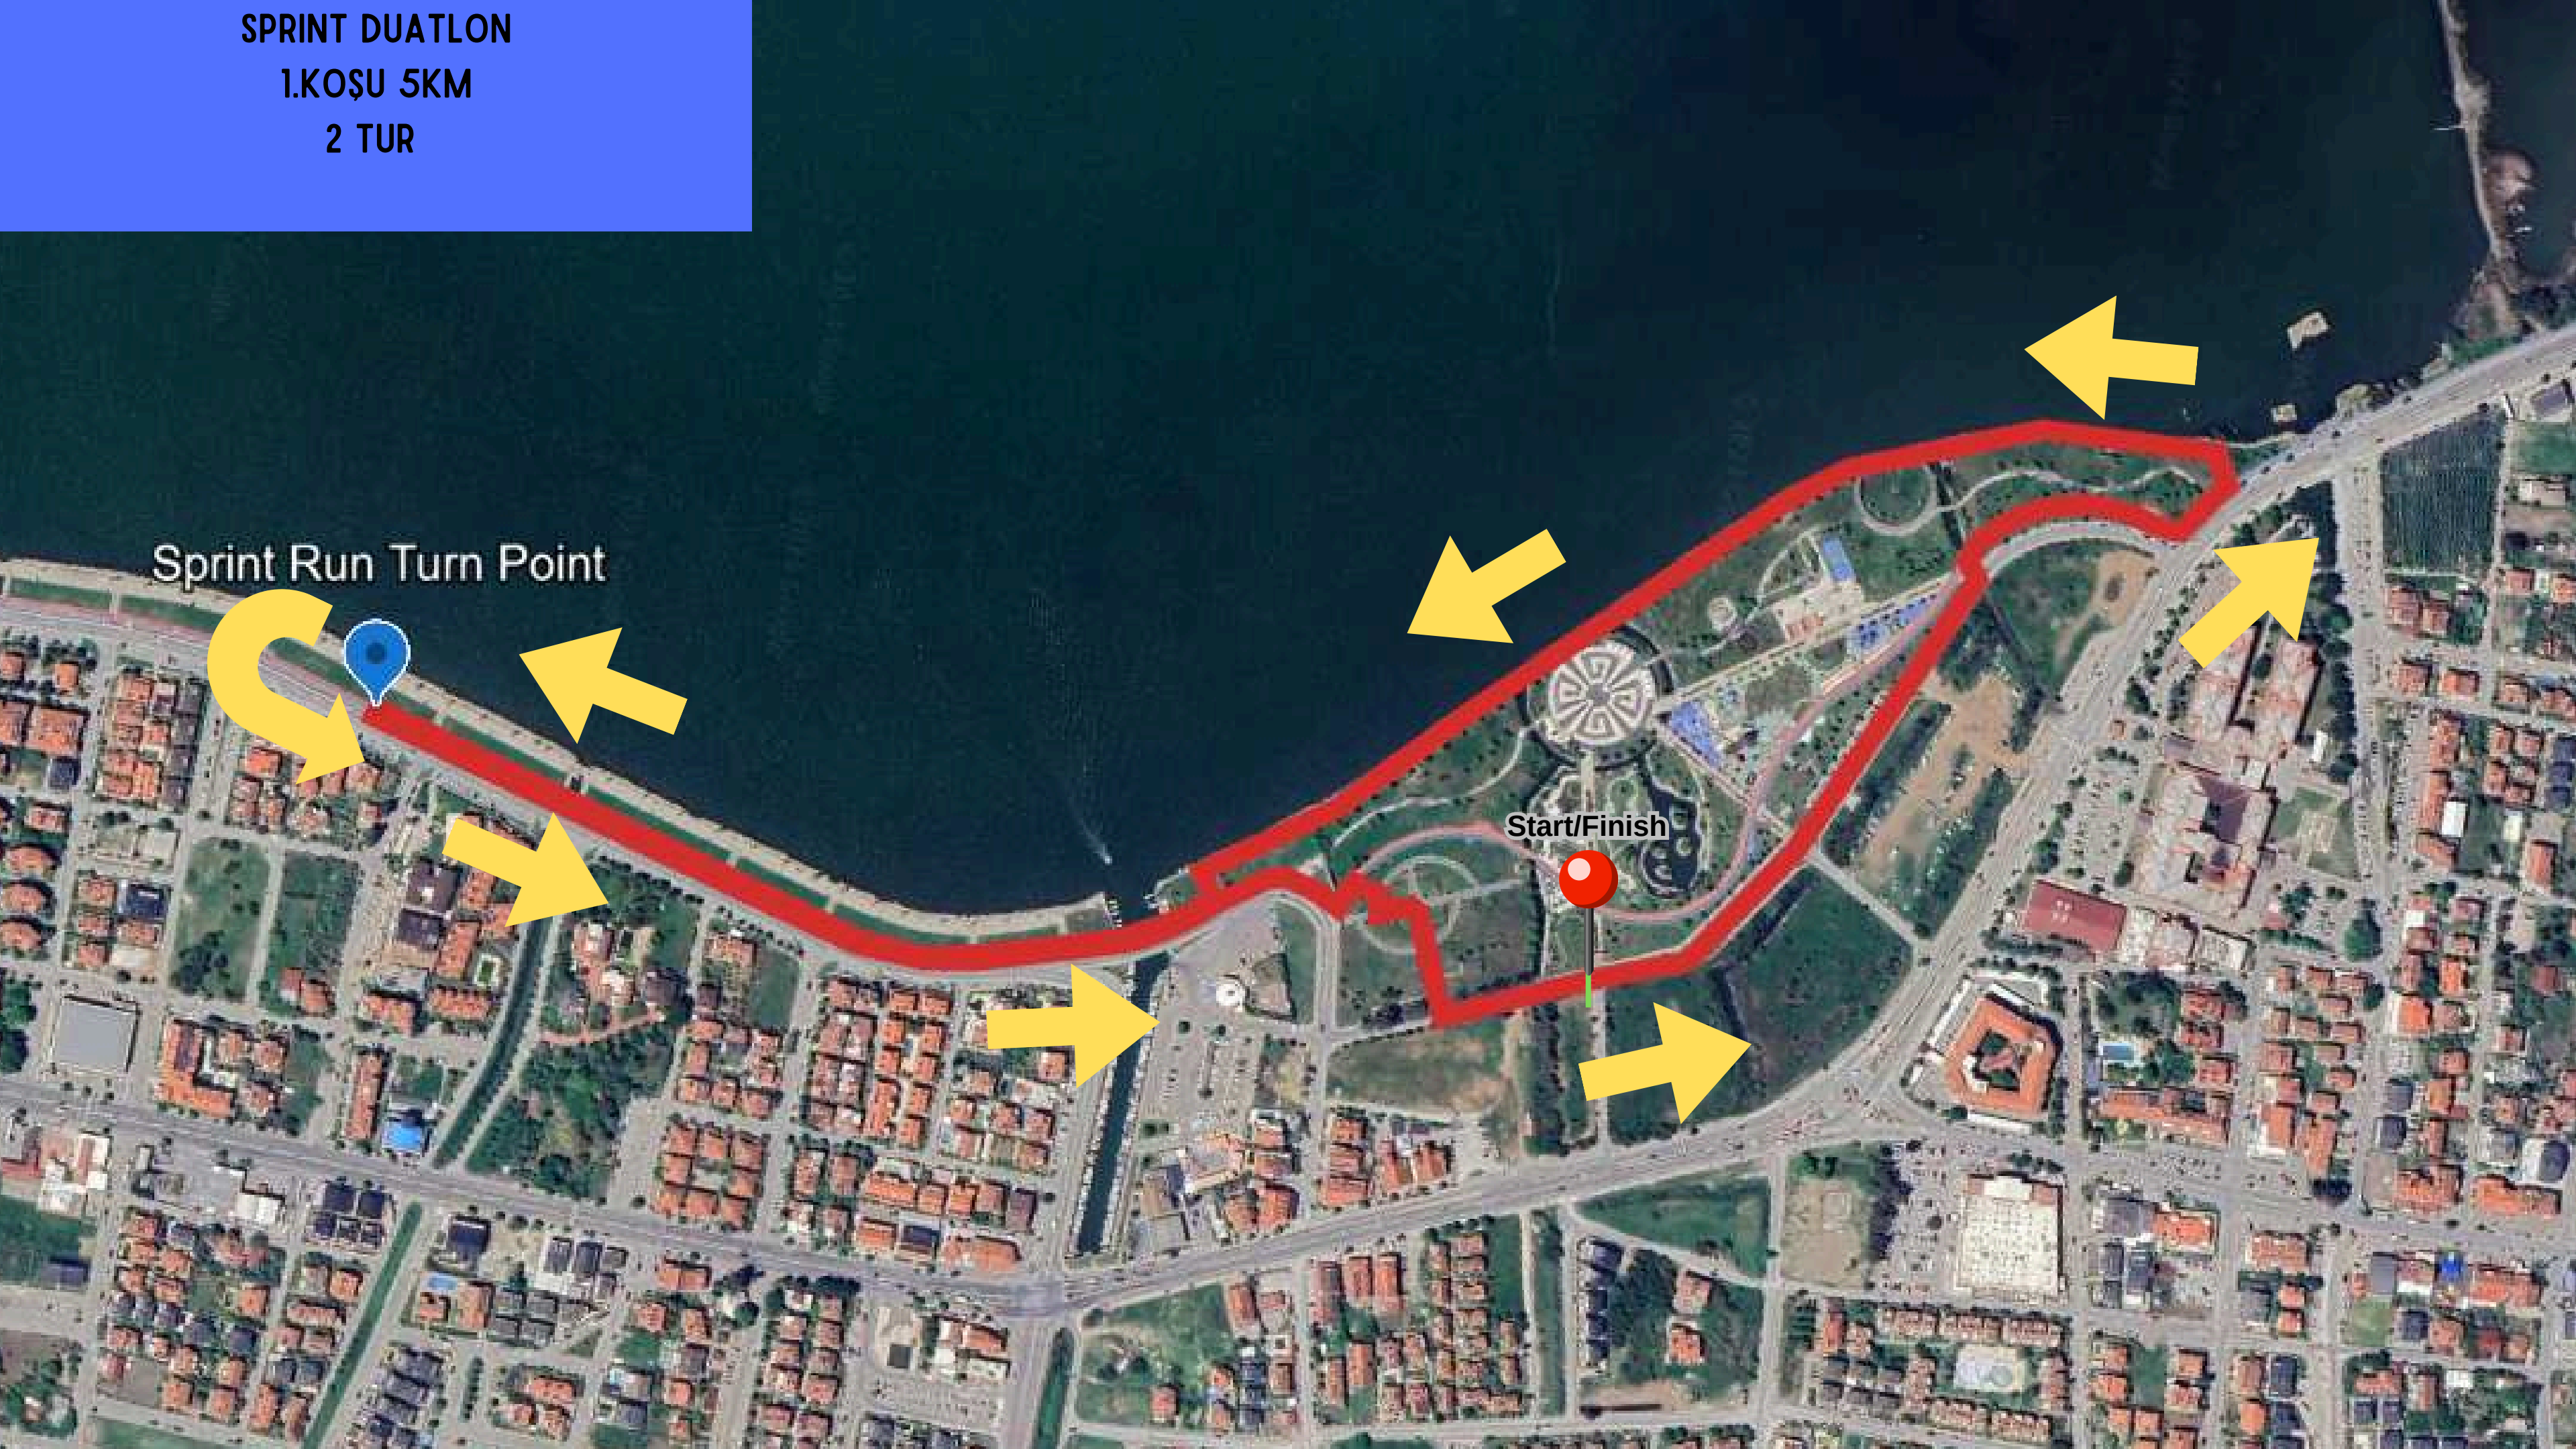 SPRINT DUATLON
1.KOŞU 5KM
2 TUR
Sprint Run Turn Point
Start/Finish